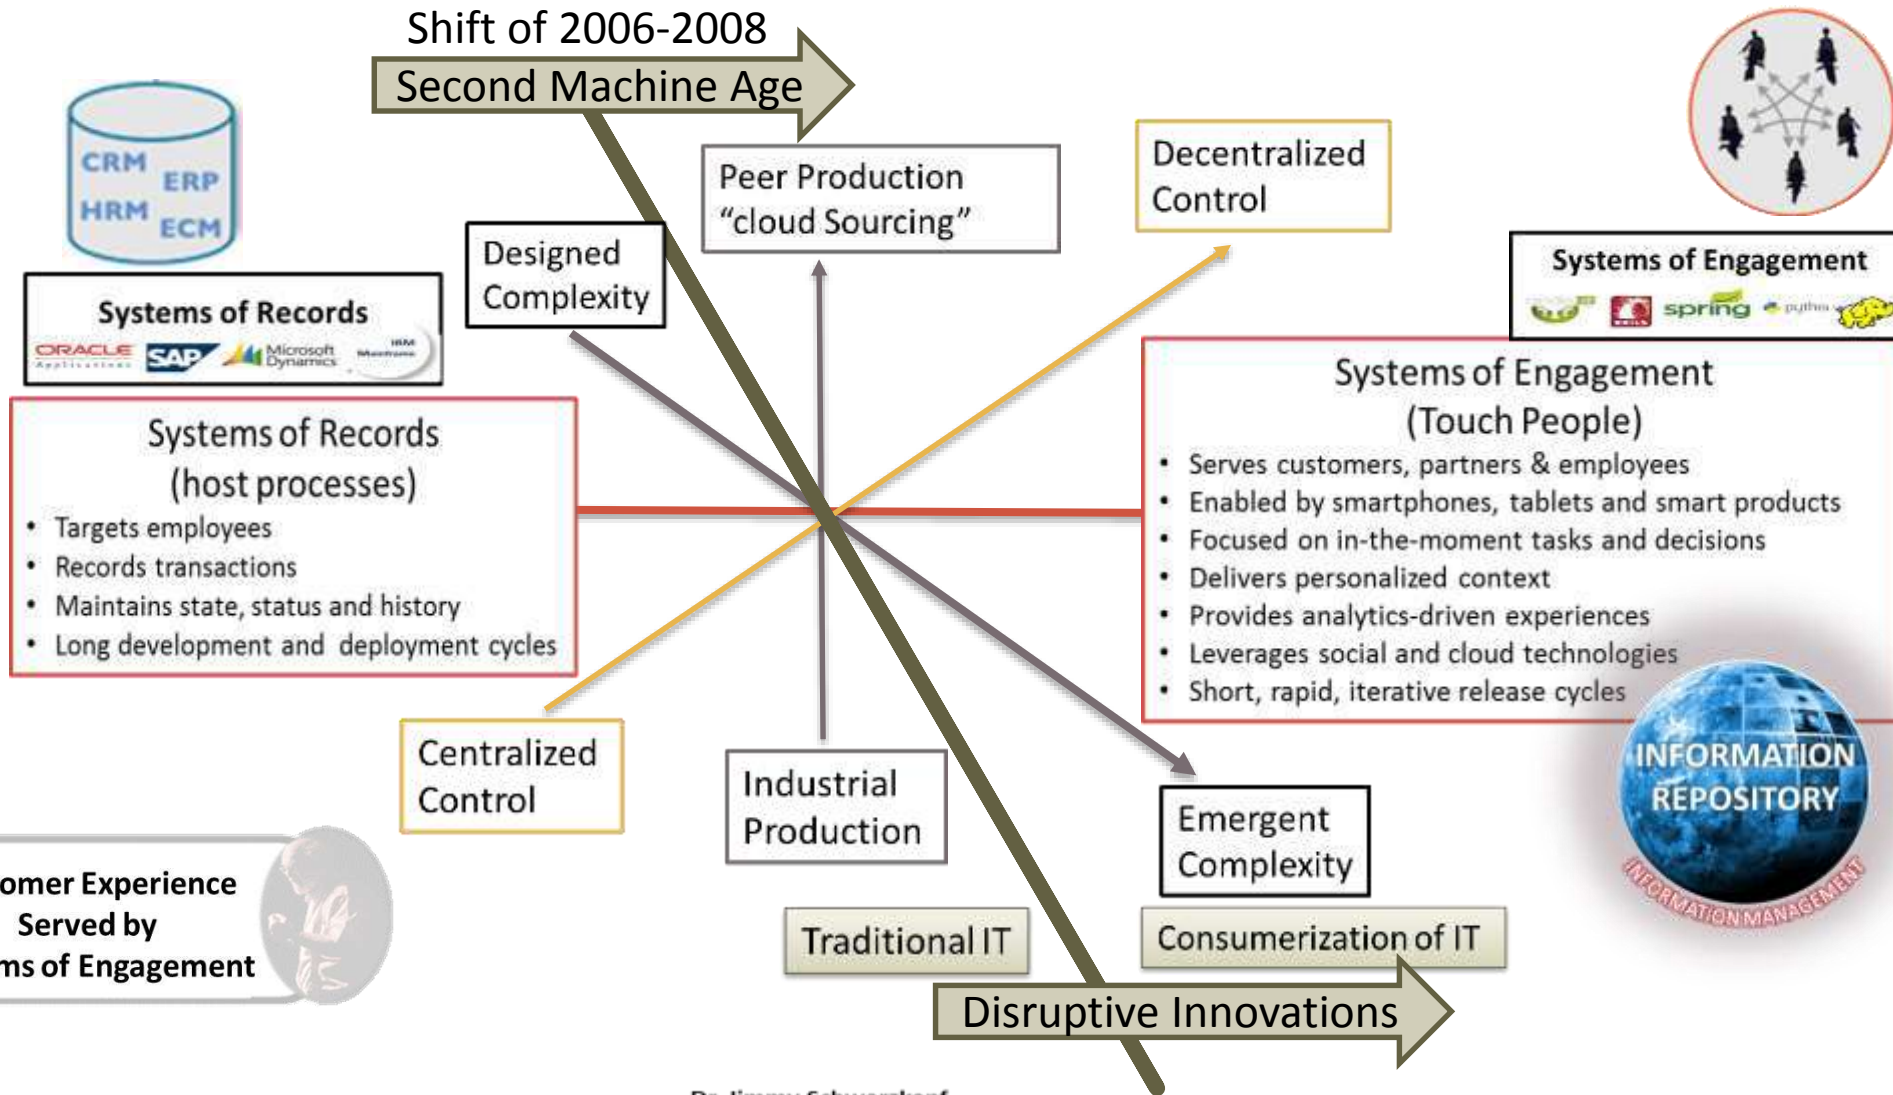 Shift of 2006-2008
Second Machine Age
CRM
ERP
HRM
ECM
Peer Production
“cloud Sourcing”
Decentralized
Control
Designed
Complexity
Systems of Records
ORACLE
Applications
SAP
Microsoft
Dynamics
IBM
Mainframe
Systems of Engagement
spring
python
Systems of Records
(host processes)
• Targets employees
• Records transactions
• Maintains state, status and history
• Long development and deployment cycles
Systems of Engagement
(Touch People)
• Serves customers, partners & employees
• Enabled by smartphones, tablets and smart products
• Focused on in-the-moment tasks and decisions
• Delivers personalized context
• Provides analytics-driven experiences
• Leverages social and cloud technologies
• Short, rapid, iterative release cycles
Centralized
Control
Industrial
Production
Emergent
Complexity
INFORMATION
REPOSITORY
INFORMATION MANAGEMENT
omer Experience
Served by
ms of Engagement
Traditional IT
Consumerization of IT
Disruptive Innovations